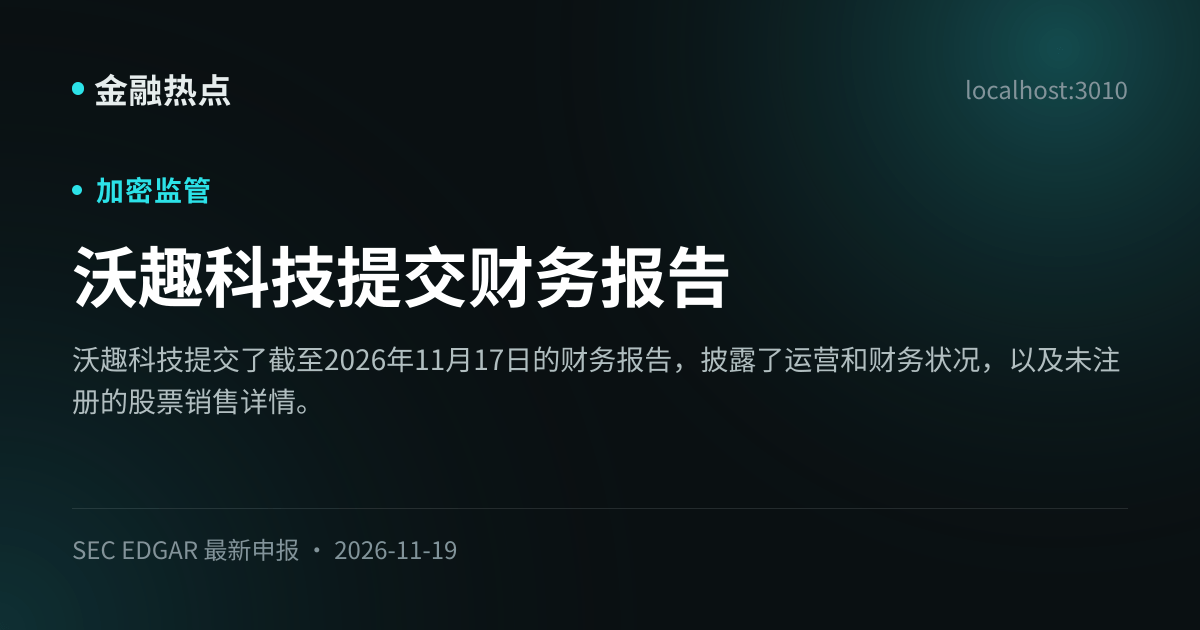 金融热点
localhost:3010
加密监管
沃趣科技提交财务报告
沃趣科技提交了截至2026年11月17日的财务报告，披露了运营和财务状况，以及未注
册的股票销售详情。
SEC EDGAR 最新申报 · 2026-11-19